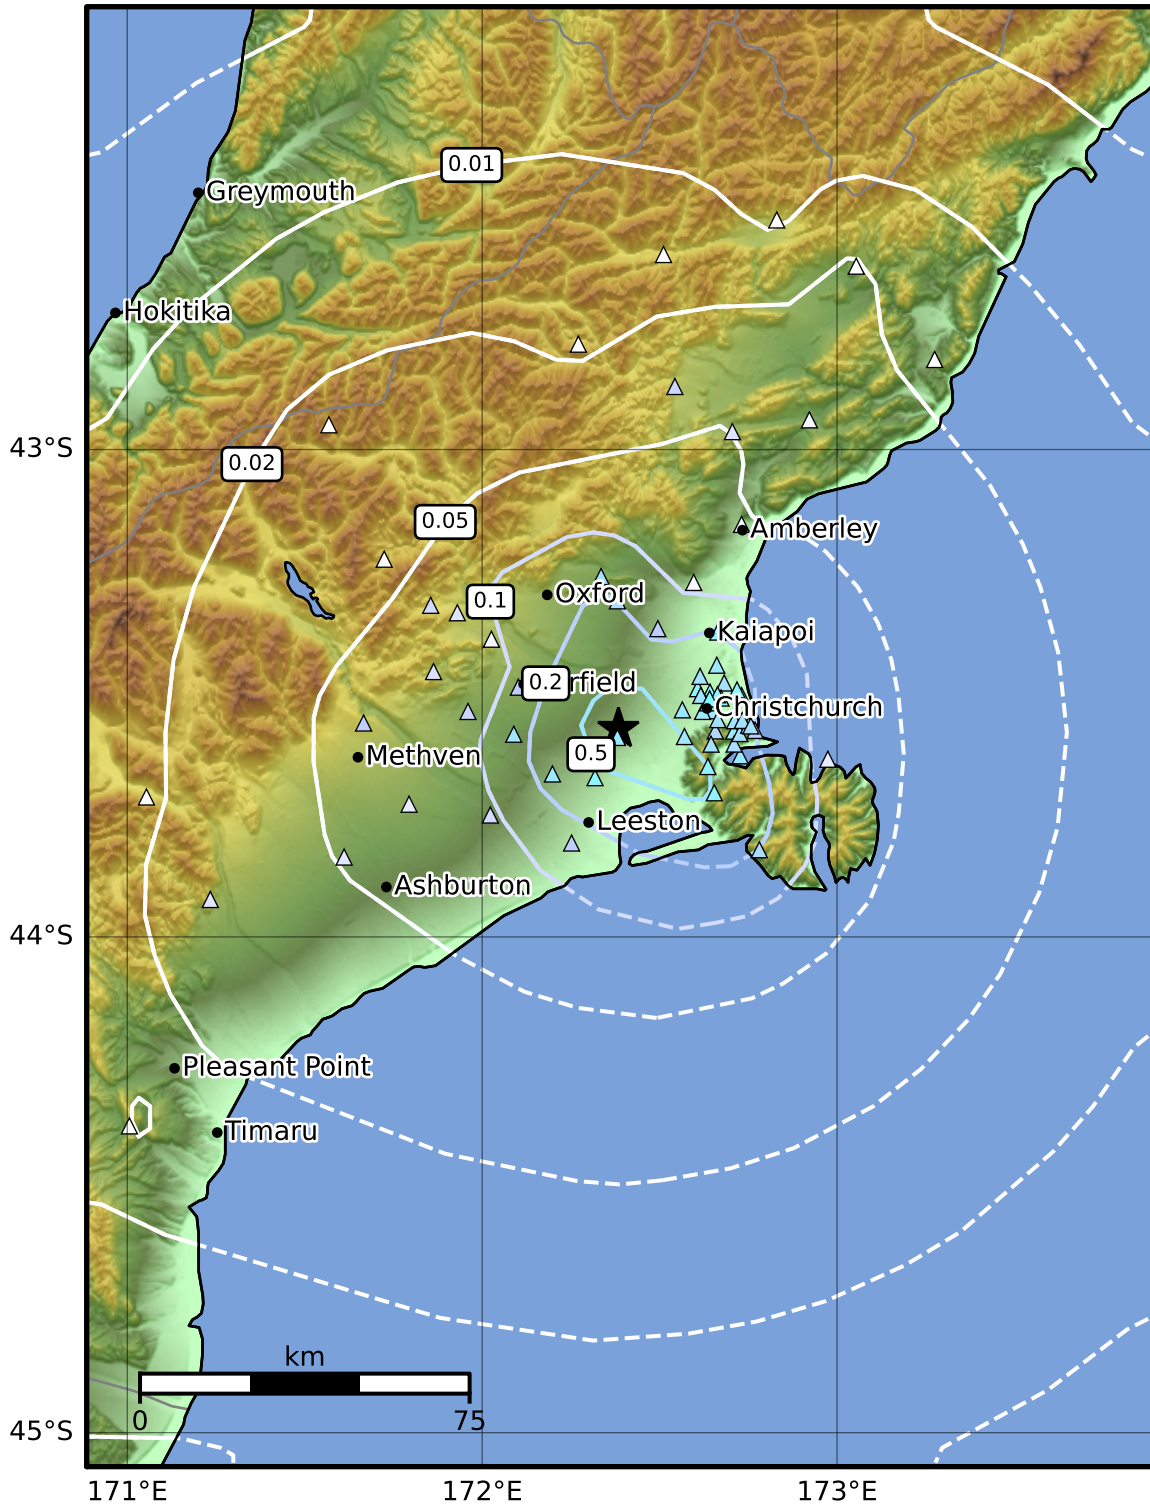 0.01
Greymouth
Hokitika
43°S
0.02
0.05
Amberley
0.1
Oxford
Kaiapoi
0.2
rfield
Christchurch
0.5
Methven
Leeston
Ashburton
44°S
Pleasant Point
Timaru
km
0
75
45°S
171°E
172°E
173°E